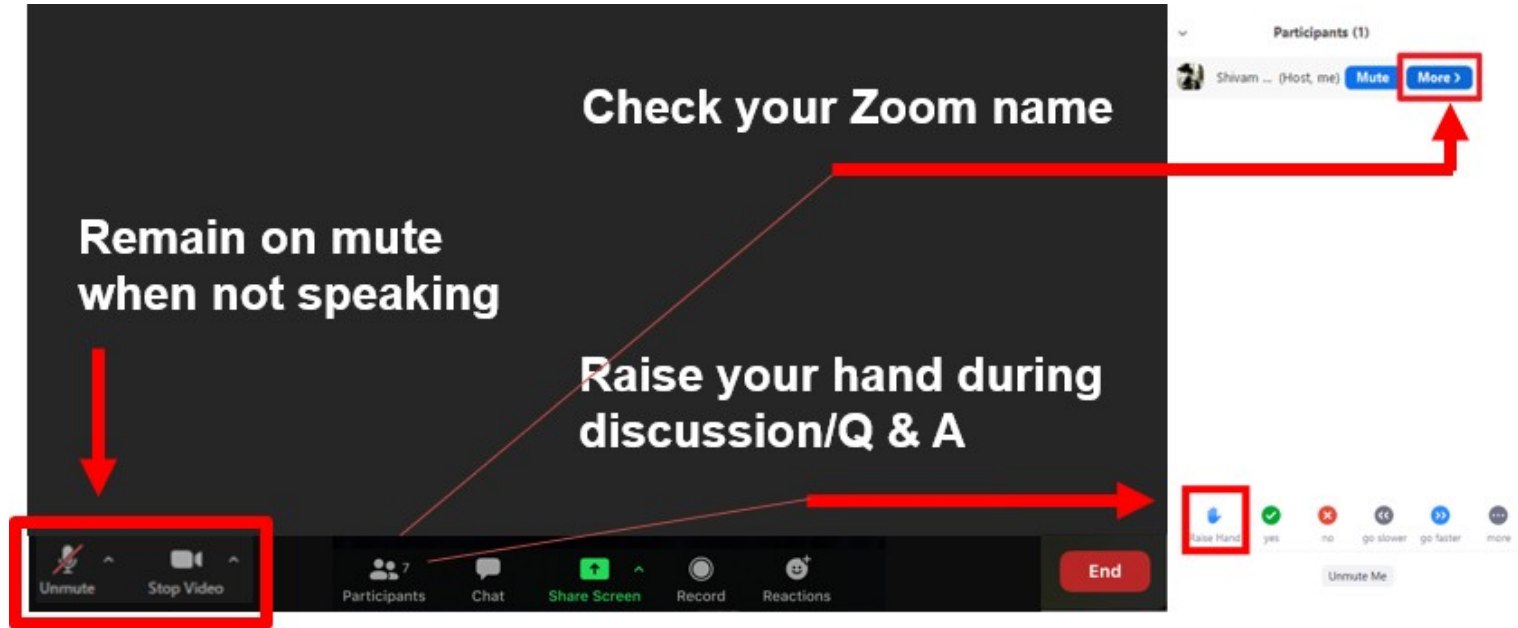 Participants (1)
Shivam ... (Host, me) Mute More >
Check your Zoom name
Remain on mute
when not speaking
Raise your hand during
discussion/Q & A
Raise Hand yes no go slower go faster more
Unmute Me
Unmute Stop Video 7 Participants Chat Share Screen Record Reactions End